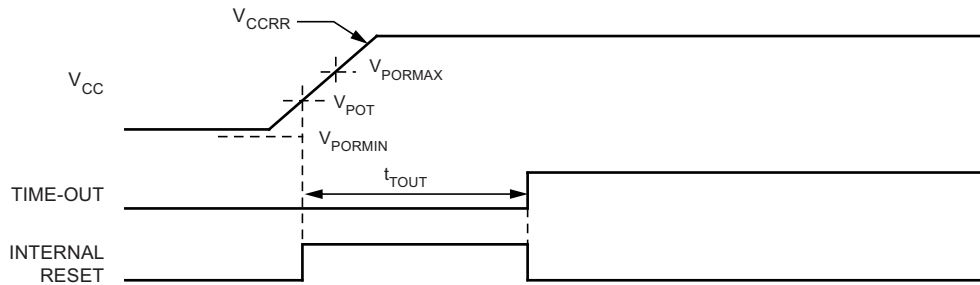 VCCRR
VCC
VPORMAX
VPOT
VPORMIN
tTOUT
TIME-OUT
INTERNAL
RESET